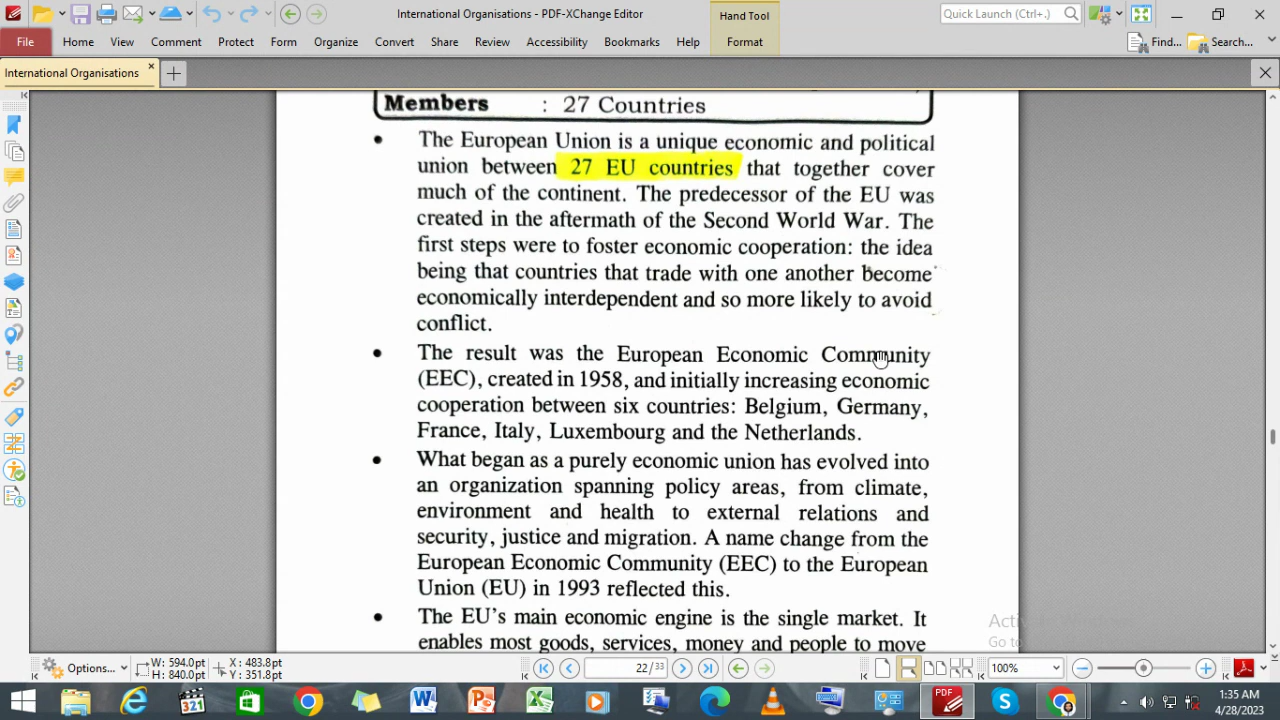 International Organisations - PDF-XChange Editor
Hand Tool
Quick Launch (Ctrl+.)
File Home View Comment Protect Form Organize Convert Share Review Accessibility Bookmarks Help Format
Find... Search...
International Organisations
Members : 27 Countries
• The European Union is a unique economic and political
union between 27 EU countries that together cover
much of the continent. The predecessor of the EU was
created in the aftermath of the Second World War. The
first steps were to foster economic cooperation: the idea
being that countries that trade with one another become
economically interdependent and so more likely to avoid
conflict.
• The result was the European Economic Community
(EEC), created in 1958, and initially increasing economic
cooperation between six countries: Belgium, Germany,
France, Italy, Luxembourg and the Netherlands.
• What began as a purely economic union has evolved into
an organization spanning policy areas, from climate,
environment and health to external relations and
security, justice and migration. A name change from the
European Economic Community (EEC) to the European
Union (EU) in 1993 reflected this.
• The EU's main economic engine is the single market. It
enables most goods, services, money and people to move
Go to
Options...
W: 594.0pt
H: 840.0pt
X: 483.8pt
Y: 351.8pt
22 / 33
100%
321
PDF
1:35 AM
4/28/2023